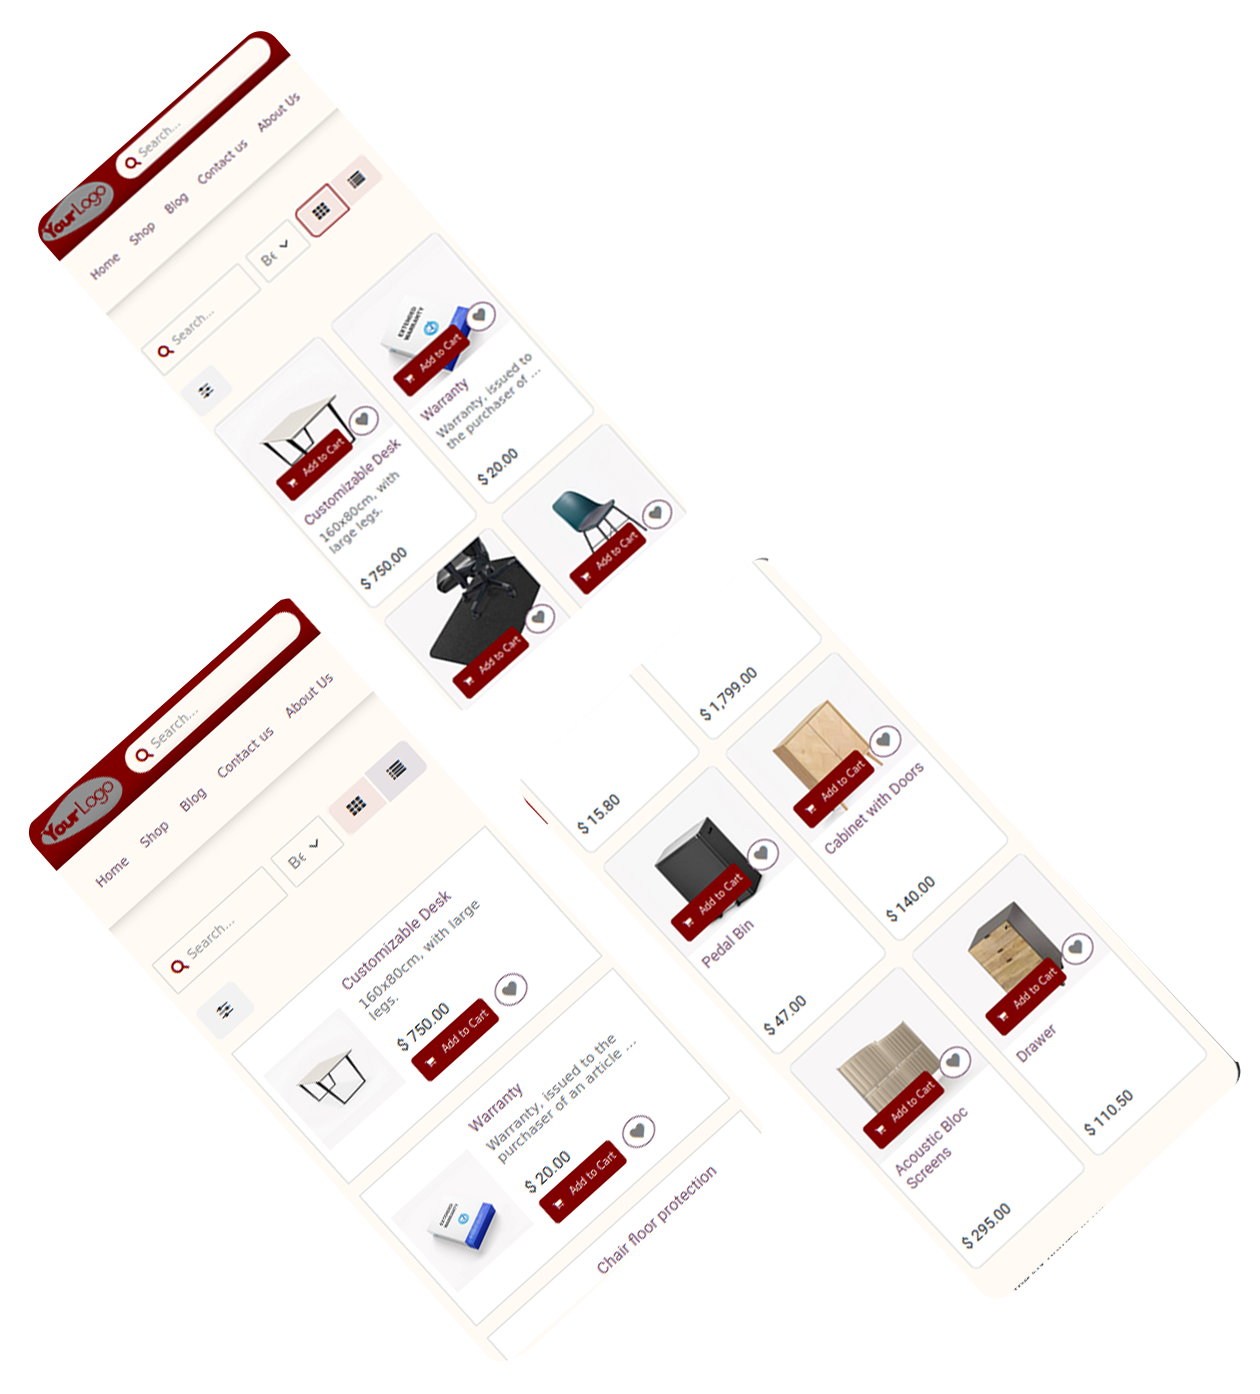 YourLogo
Search...
Home
Shop
Blog
Contact us
About Us
Search...
EXTENDED
WARRANTY
Add to Cart
Customizable Desk
160x80cm, with
large legs.
$ 750.00
Add to Cart
Warranty
Warranty, issued to
the purchaser of ...
$ 20.00
Add to Cart
Add to Cart
YourLogo
Search...
Home
Shop
Blog
Contact us
About Us
Search...
Customizable Desk
160x80cm, with large
legs.
$ 750.00
Add to Cart
EXTENDED
WARRANTY
Warranty
Warranty, issued to the
purchaser of an article ...
$ 20.00
Add to Cart
Chair floor protection
$ 15.80
$ 1,799.00
Add to Cart
Pedal Bin
$ 47.00
Add to Cart
Cabinet with Doors
$ 140.00
Add to Cart
Acoustic Bloc
Screens
$ 295.00
Add to Cart
Drawer
$ 110.50